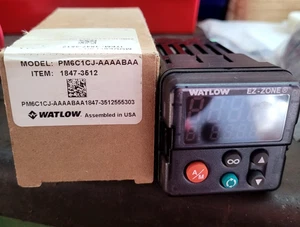 MODEL: PM6C1CJ-AAAABAA
ITEM: 1847-3512
PM6C1CJ-AAAABAA1847-3512555303
WATLOW Assembled in USA
WATLOW EZ-ZONE
A/M